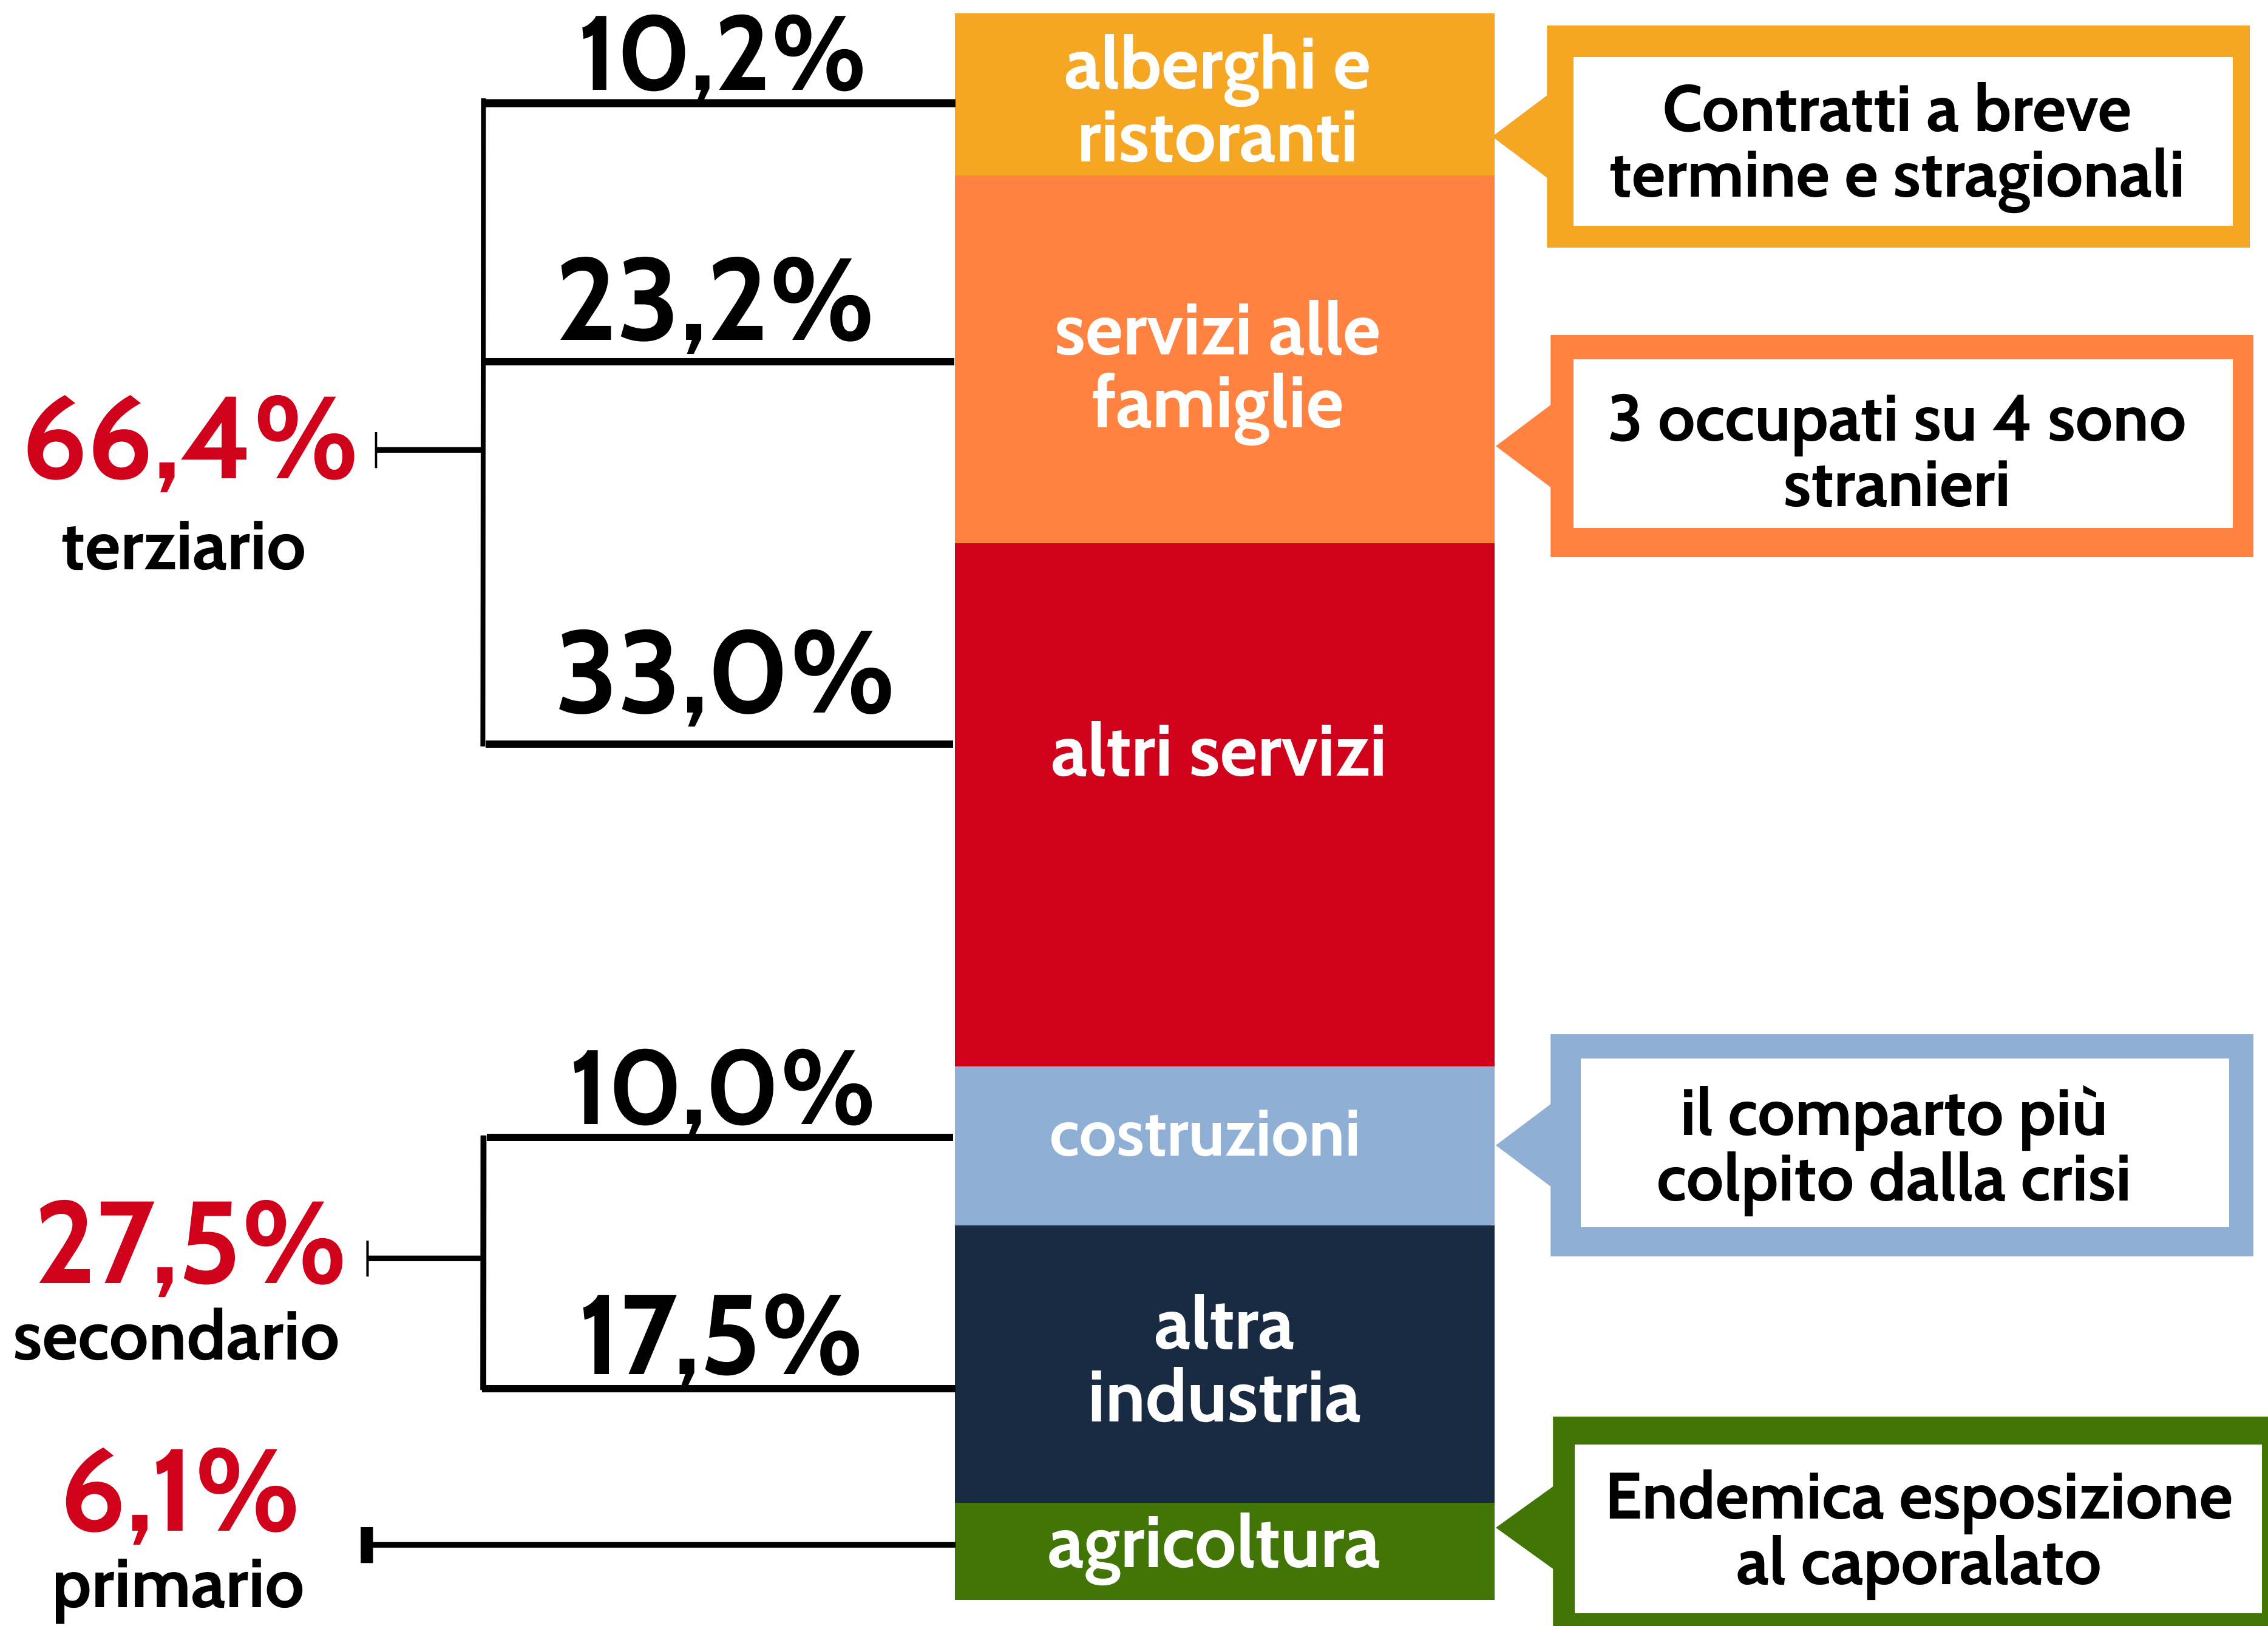 10,2%
alberghi e
ristoranti
Contratti a breve
termine e stragionali
23,2%
servizi alle
famiglie
3 occupati su 4 sono
stranieri
66,4%
terziario
33,0%
altri servizi
10,0%
costruzioni
il comparto più
colpito dalla crisi
27,5%
secondario
17,5%
altra
industria
6,1%
primario
agricoltura
Endemica esposizione
al caporalato